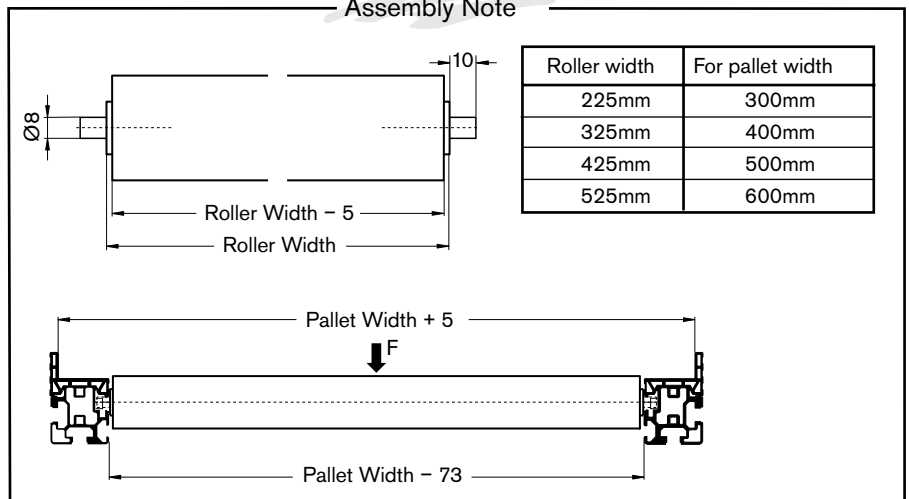 Assembly Note
10
Ø8
Roller Width – 5
Roller Width
Roller width For pallet width
225mm 300mm
325mm 400mm
425mm 500mm
525mm 600mm
Pallet Width + 5
F
Pallet Width – 73